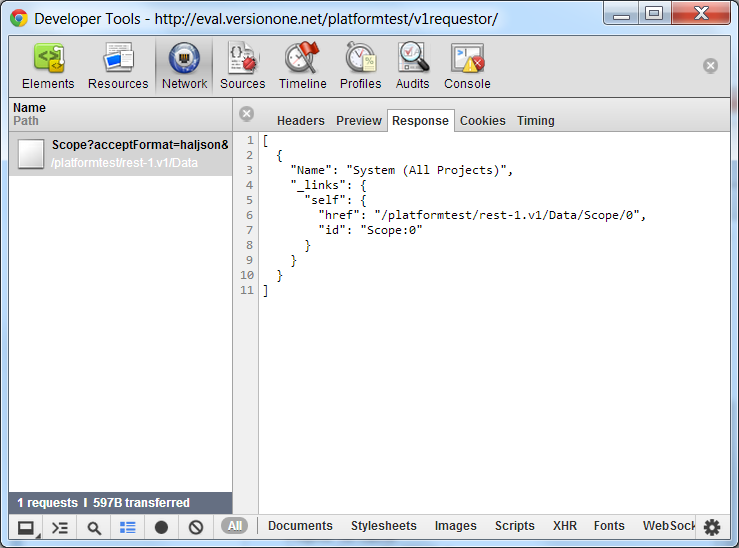 Developer Tools - http://eval.versionone.net/platformtest/v1requestor/
Elements Resources Network Sources Timeline Profiles Audits Console
Name
Path
Scope?acceptFormat=haljson&
/platformtest/rest-1.v1/Data
Headers Preview Response Cookies Timing
1 [
2   {
3     "Name": "System (All Projects)",
4     "_links": {
5       "self": {
6         "href": "/platformtest/rest-1.v1/Data/Scope/0",
7         "id": "Scope:0"
8       }
9     }
10   }
11 ]
1 requests | 597B transferred
All Documents Stylesheets Images Scripts XHR Fonts WebSock